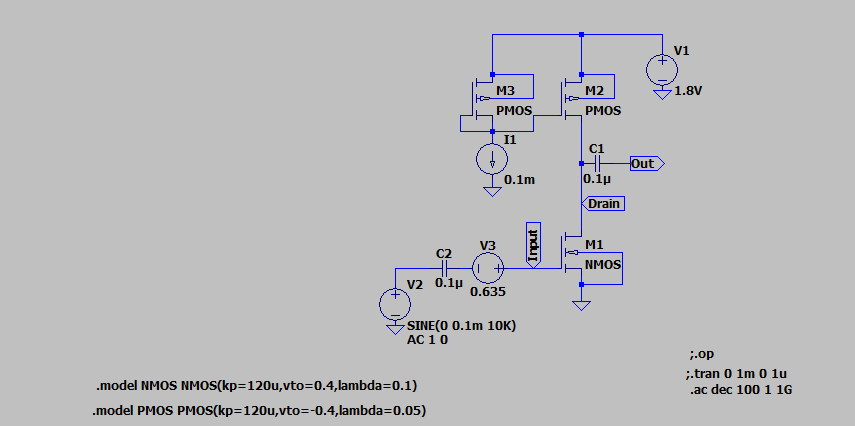 V1
1.8V
M3
PMOS
M2
PMOS
I1
0.1m
C1
0.1µ
Out
Drain
Input
M1
NMOS
V3
0.635
C2
0.1µ
V2
SINE(0 0.1m 10K)
AC 1 0
;.op
;.tran 0 1m 0 1u
.ac dec 100 1 1G
.model NMOS NMOS(kp=120u,vto=0.4,lambda=0.1)
.model PMOS PMOS(kp=120u,vto=-0.4,lambda=0.05)